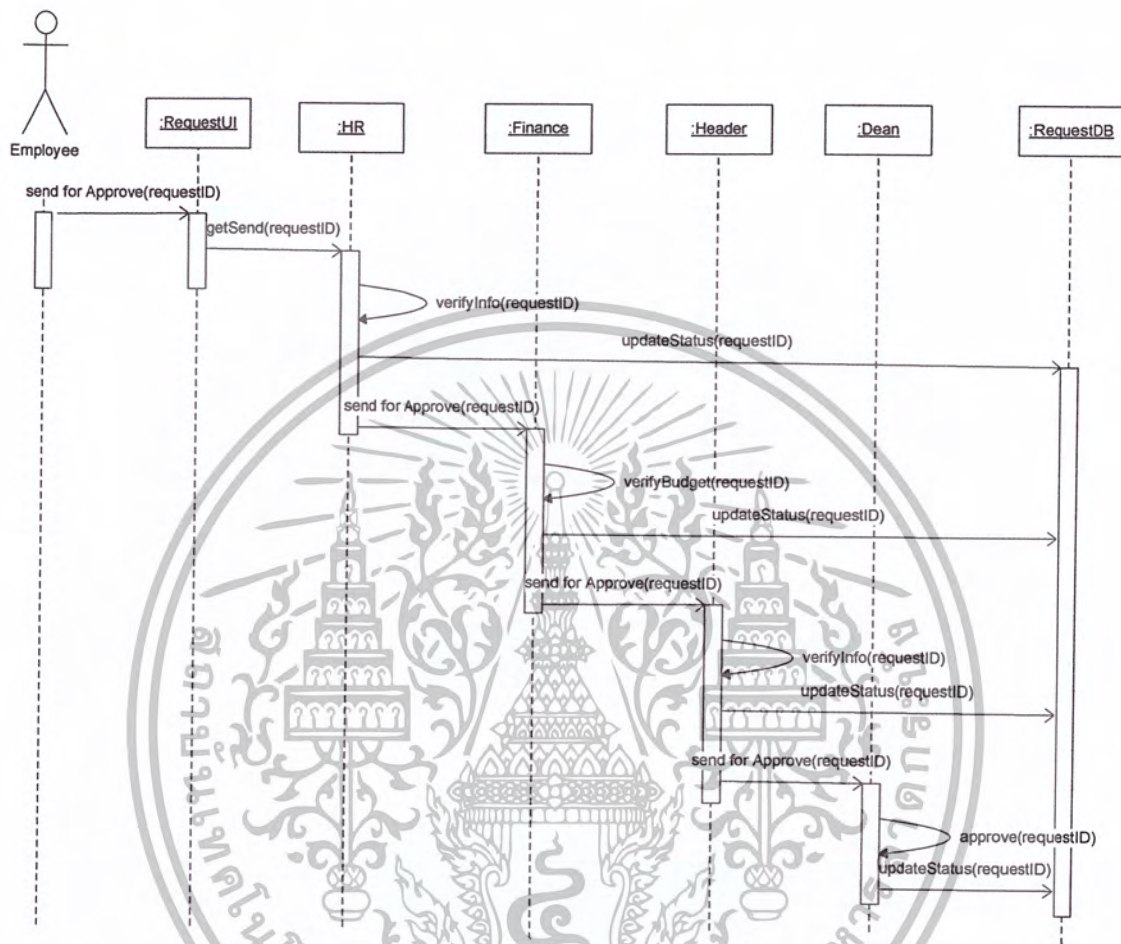 Employee
:RequestUI
:HR
:Finance
:Header
:Dean
:RequestDB
send for Approve(requestID)
getSend(requestID)
verifyInfo(requestID)
updateStatus(requestID)
send for Approve(requestID)
verifyBudget(requestID)
updateStatus(requestID)
send for Approve(requestID)
verifyInfo(requestID)
updateStatus(requestID)
send for Approve(requestID)
approve(requestID)
updateStatus(requestID)